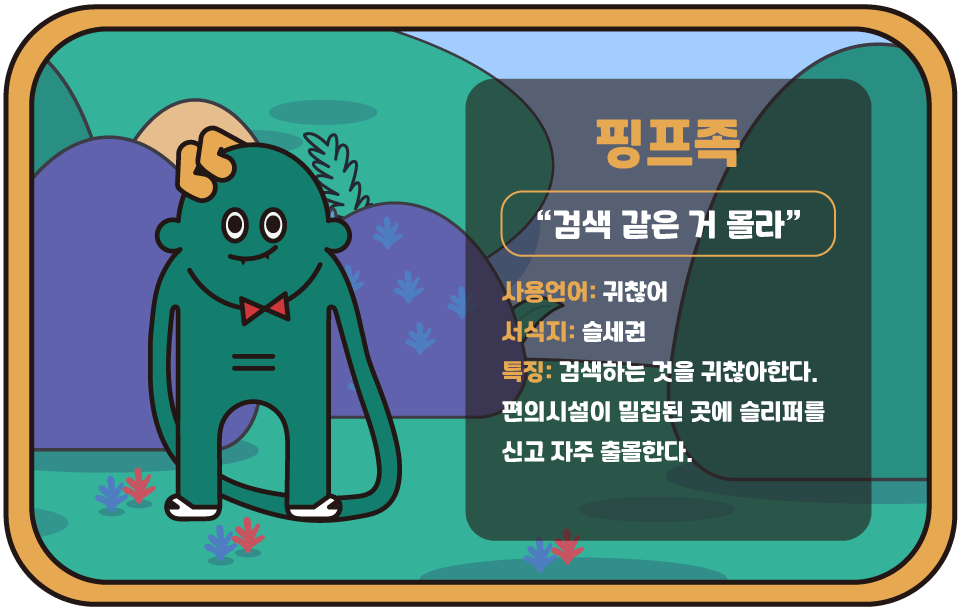 핑프족
“검색 같은 거 몰라”
사용언어: 귀찮어
서식지: 슬세권
특징: 검색하는 것을 귀찮아한다.
편의시설이 밀집된 곳에 슬리퍼를
신고 자주 출몰한다.